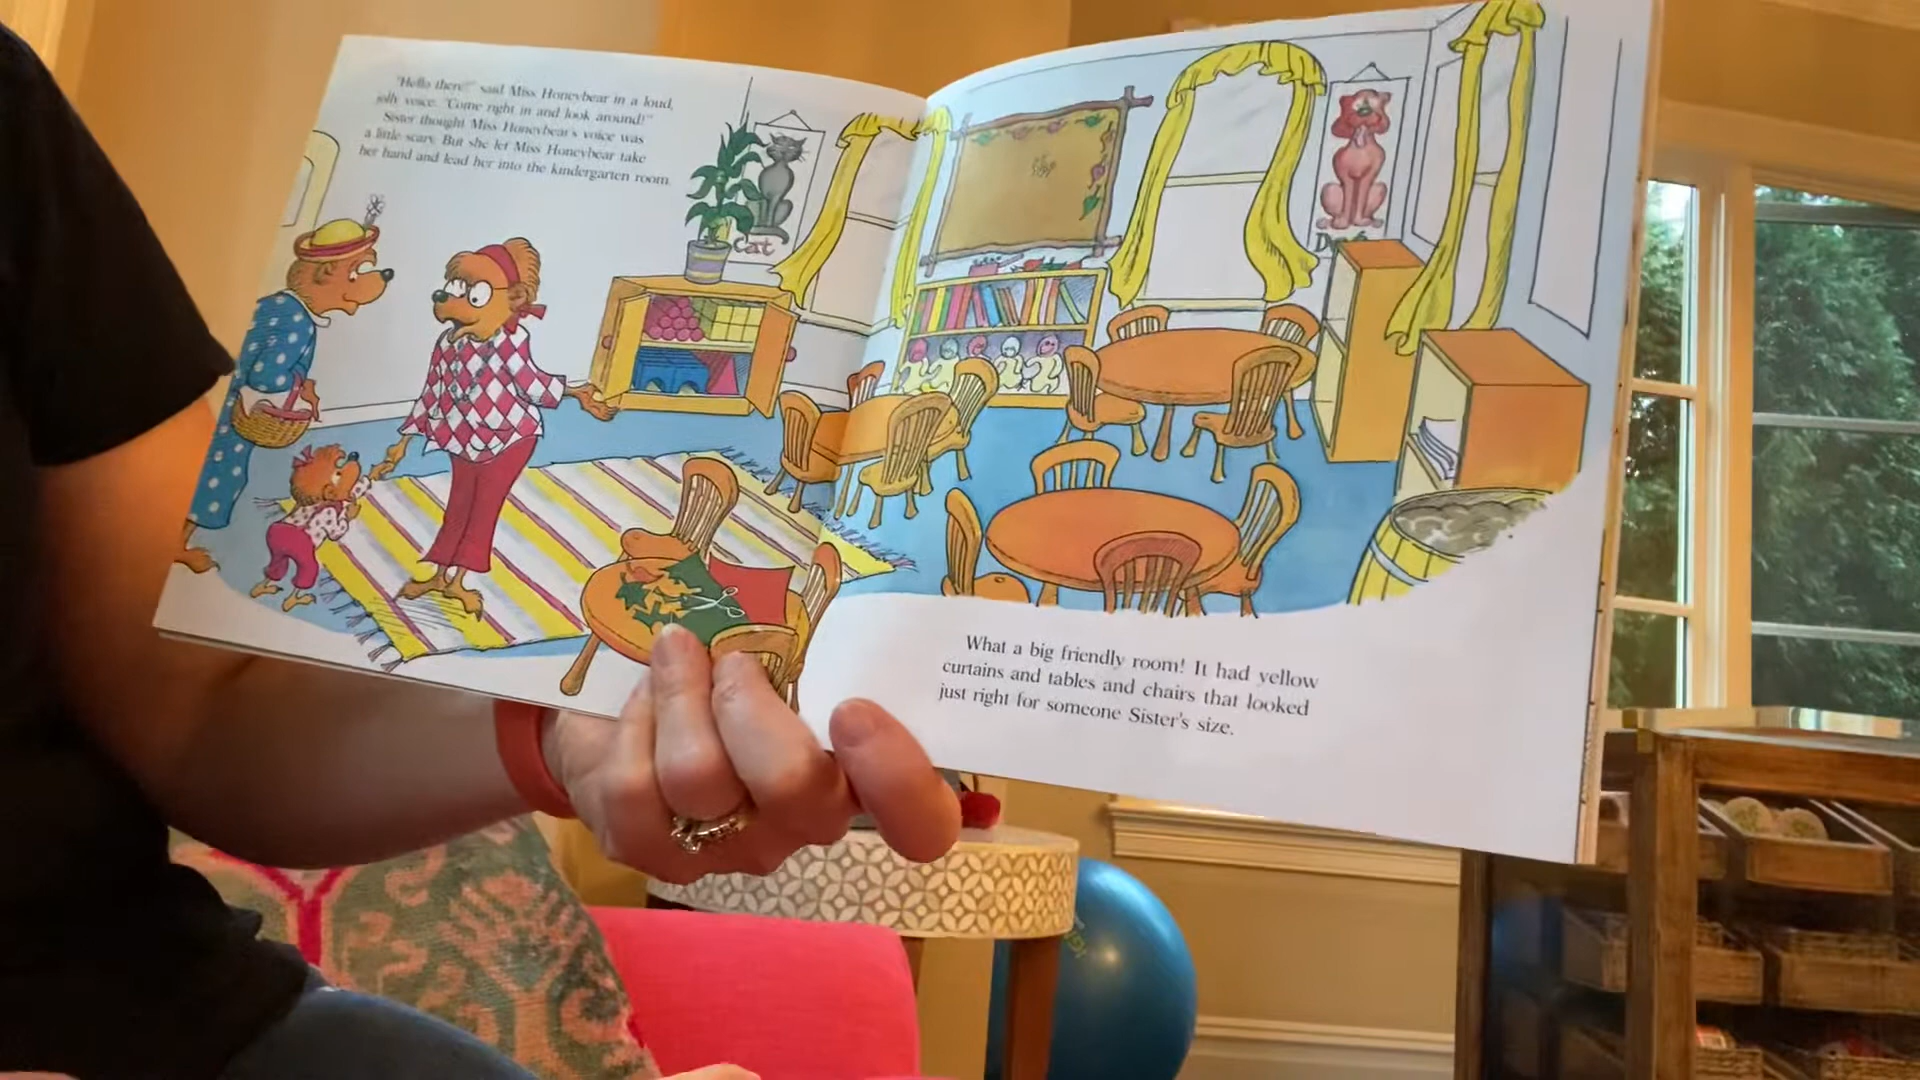 "Hello there!" said Miss Honeybear in a loud,
jolly voice. "Come right in and look around!"
Sister thought Miss Honeybear's voice was
a little scary. But she let Miss Honeybear take
her hand and lead her into the kindergarten room.
Cat
What a big friendly room! It had yellow
curtains and tables and chairs that looked
just right for someone Sister's size.